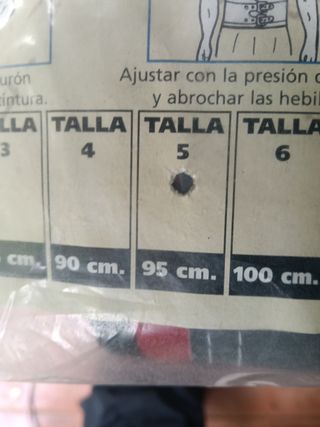 urón
intura.
Ajustar con la presión
y abrochar las hebil
LLA
3
TALLA
4
90 cm.
TALLA
5
95 cm.
TALLA
6
100 cm.
cm.